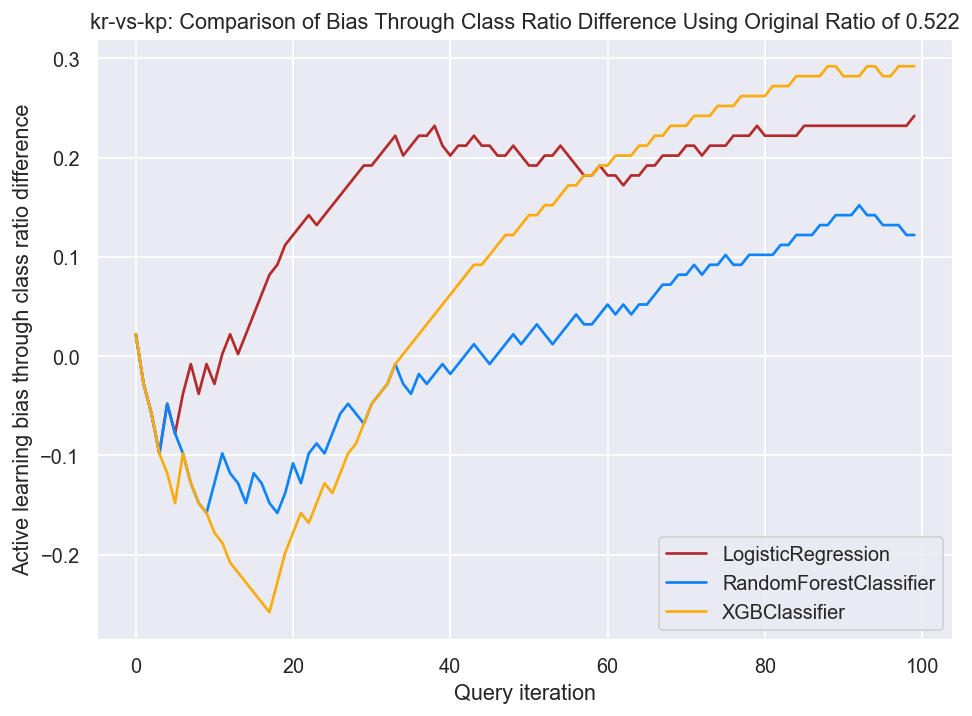 kr-vs-kp: Comparison of Bias Through Class Ratio Difference Using Original Ratio of 0.522
Active learning bias through class ratio difference
0.3
0.2
0.1
0.0
−0.1
−0.2
LogisticRegression
RandomForestClassifier
XGBClassifier
0 20 40 60 80 100
Query iteration